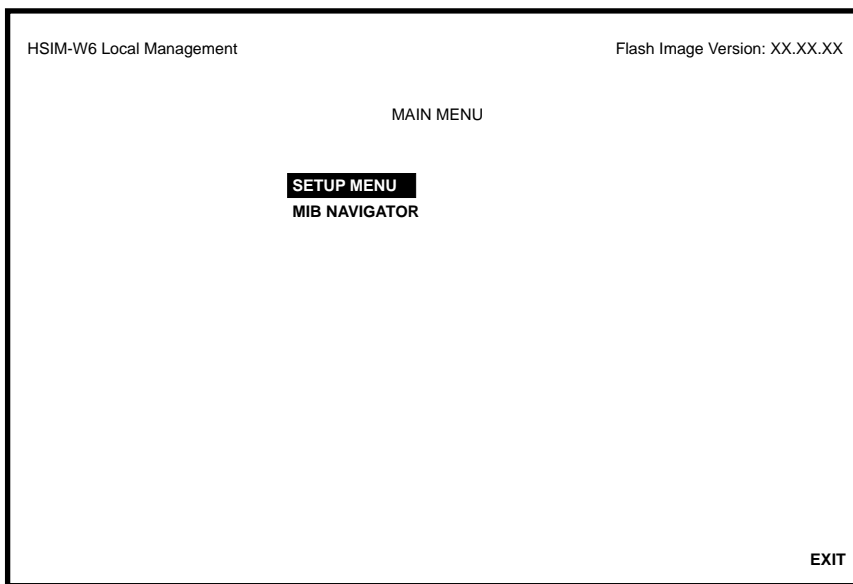 HSIM-W6 Local Management Flash Image Version: XX.XX.XX
MAIN MENU
SETUP MENU
MIB NAVIGATOR
EXIT